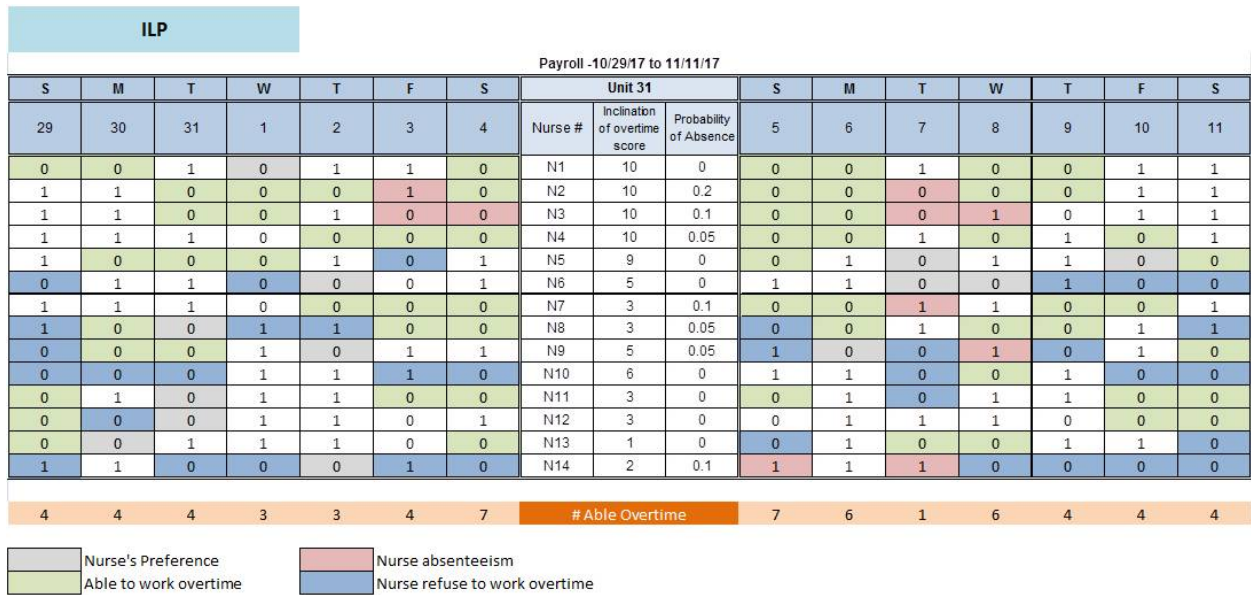 ILP
Payroll -10/29/17 to 11/11/17
S M T W T F S Unit 31 S M T W T F S
29 30 31 1 2 3 4 Nurse # Inclination of overtime score Probability of Absence 5 6 7 8 9 10 11
0 0 1 0 1 1 0 N1 10 0 0 0 1 0 0 1 1
1 1 0 0 0 1 0 N2 10 0.2 0 0 0 0 0 1 1
1 1 0 0 1 0 0 N3 10 0.1 0 0 0 1 0 1 1
1 1 1 0 0 0 0 N4 10 0.05 0 0 1 0 1 0 1
1 0 0 0 1 0 1 N5 9 0 0 1 0 1 1 0 0
0 1 1 0 0 0 1 N6 5 0 1 1 0 0 1 0 0
1 1 1 0 0 0 0 N7 3 0.1 0 0 1 1 0 0 1
1 0 0 1 1 0 0 N8 3 0.05 0 0 1 0 0 1 1
0 0 0 1 0 1 1 N9 5 0.05 1 0 0 1 0 1 0
0 0 0 1 1 1 0 N10 6 0 1 1 0 0 1 0 0
0 1 0 1 1 0 0 N11 3 0 0 1 0 1 1 0 0
0 0 0 1 1 0 1 N12 3 0 0 1 1 1 0 0 0
0 0 1 1 1 0 0 N13 1 0 0 1 0 0 1 1 0
1 1 0 0 0 1 0 N14 2 0.1 1 1 1 0 0 0 0
4 4 4 3 3 4 7 # Able Overtime 7 6 1 6 4 4 4
Nurse's Preference Nurse absenteeism
Able to work overtime Nurse refuse to work overtime